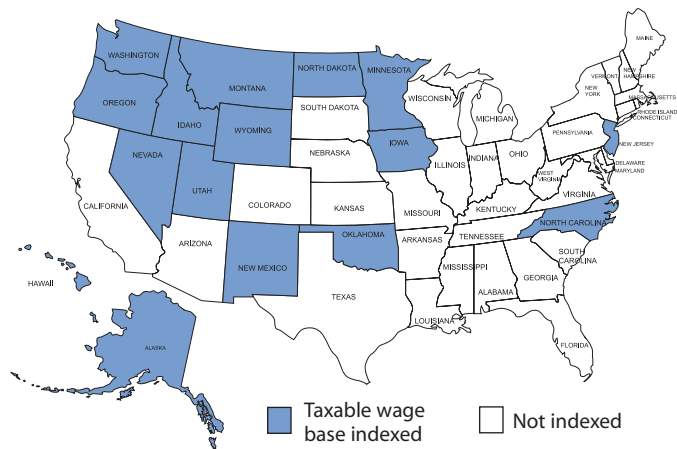 MAINE
WASHINGTON
NORTH DAKOTA
MINNESOTA
MONTANA
VERMONT
NEW
HAMPSHIRE
OREGON
WISCONSIN
NEW
YORK
MASSACHUSETTS
SOUTH DAKOTA
MICHIGAN
RHODE ISLAND
CONNECTICUT
IDAHO
WYOMING
PENNSYLVANIA
IOWA
NEW JERSEY
NEBRASKA
NEVADA
ILLINOIS
INDIANA
OHIO
DELAWARE
MARYLAND
UTAH
WEST
VIRGINIA
VIRGINIA
CALIFORNIA
COLORADO
KANSAS
MISSOURI
KENTUCKY
NORTH CAROLINA
OKLAHOMA
TENNESSEE
ARIZONA
ARKANSAS
SOUTH
CAROLINA
NEW MEXICO
MISSISSIPPI
GEORGIA
HAWAII
ALABAMA
TEXAS
LOUISIANA
FLORIDA
ALASKA
Taxable wage
base indexed
Not indexed